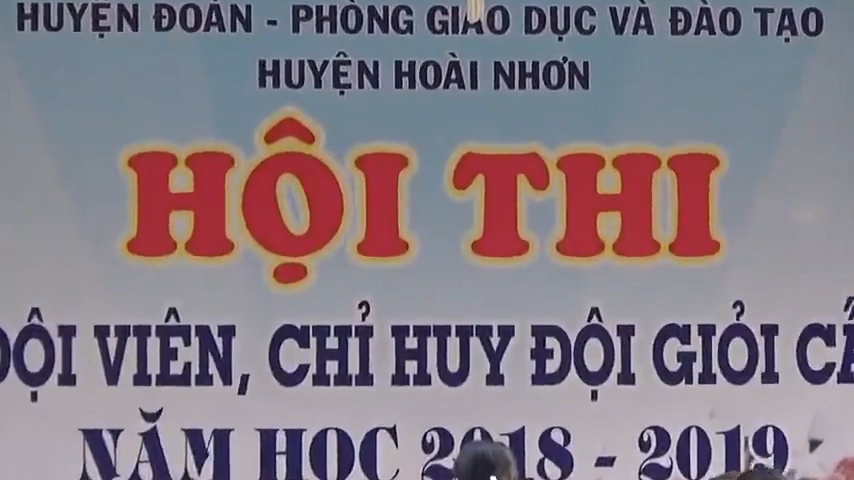 HUYỆN ĐOÀN - PHÒNG GIÁO DỤC VÀ ĐÀO TẠO
HUYỆN HOÀI NHƠN
HỘI THI
ĐỘI VIÊN, CHỈ HUY ĐỘI GIỎI
NĂM HỌC 2018 - 2019